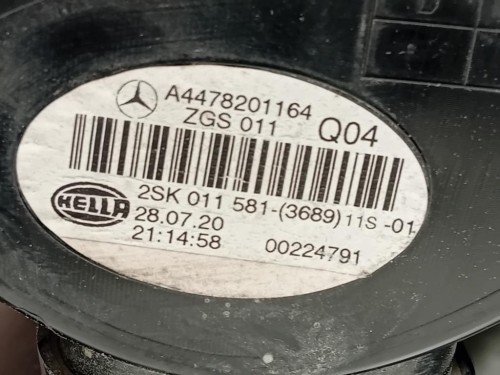 A4478201164
ZGS 011 Q04
HELLA 2SK 011 581-(3689)11S-01
28.07.20
21:14:58 00224791